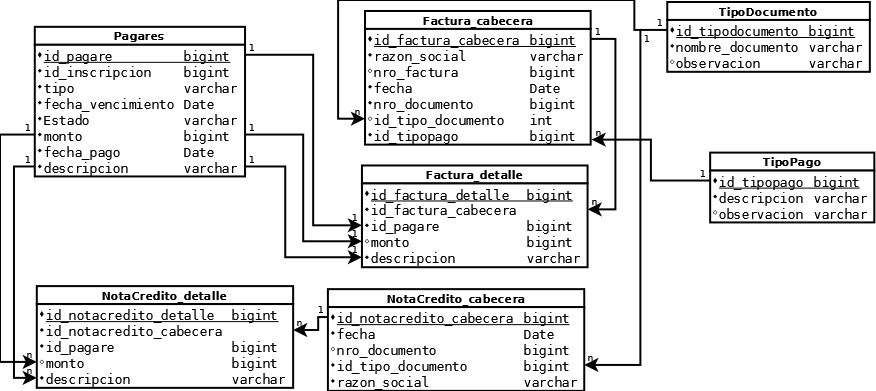 Pagares
id_pagare bigint
id_inscripcion bigint
tipo varchar
fecha_vencimiento Date
Estado varchar
monto bigint
fecha_pago Date
descripcion varchar
Factura_cabecera
id_factura_cabecera bigint
razon_social varchar
nro_factura bigint
fecha Date
nro_documento bigint
id_tipo_documento int
id_tipopago bigint
TipoDocumento
id_tipodocumento bigint
nombre_documento varchar
observacion varchar
Factura_detalle
id_factura_detalle bigint
id_factura_cabecera
id_pagare bigint
monto bigint
descripcion varchar
TipoPago
id_tipopago bigint
descripcion varchar
observacion varchar
NotaCredito_detalle
id_notacredito_detalle bigint
id_notacredito_cabecera
id_pagare bigint
monto bigint
descripcion varchar
NotaCredito_cabecera
id_notacredito_cabecera bigint
fecha Date
nro_documento bigint
id_tipo_documento bigint
razon_social varchar
1
1
1
1
1
1
1
1
1
1
n
n
n
n
n
n
n